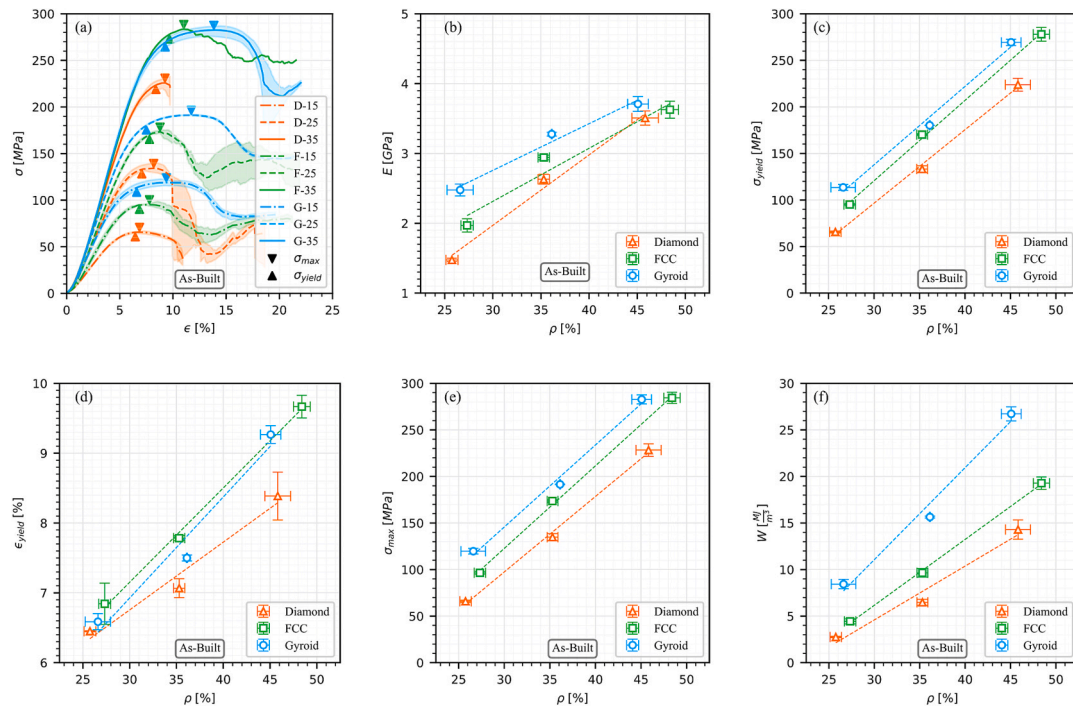 (a)
300
250
200
150
100
50
0
σ [MPa]
0 5 10 15 20 25
ϵ [%]
D-15
D-25
D-35
F-15
F-25
F-35
G-15
G-25
G-35
σmax
σyield
As-Built
(b)
5
4
3
2
1
E [GPa]
25 30 35 40 45 50
ρ [%]
Diamond
FCC
Gyroid
As-Built
(c)
300
250
200
150
100
50
0
σyield [MPa]
25 30 35 40 45 50
ρ [%]
Diamond
FCC
Gyroid
As-Built
(d)
10
9
8
7
6
ϵyield [%]
25 30 35 40 45 50
ρ [%]
Diamond
FCC
Gyroid
As-Built
(e)
300
250
200
150
100
50
0
σmax [MPa]
25 30 35 40 45 50
ρ [%]
Diamond
FCC
Gyroid
As-Built
(f)
30
25
20
15
10
5
0
W [MJ/m³]
25 30 35 40 45 50
ρ [%]
Diamond
FCC
Gyroid
As-Built